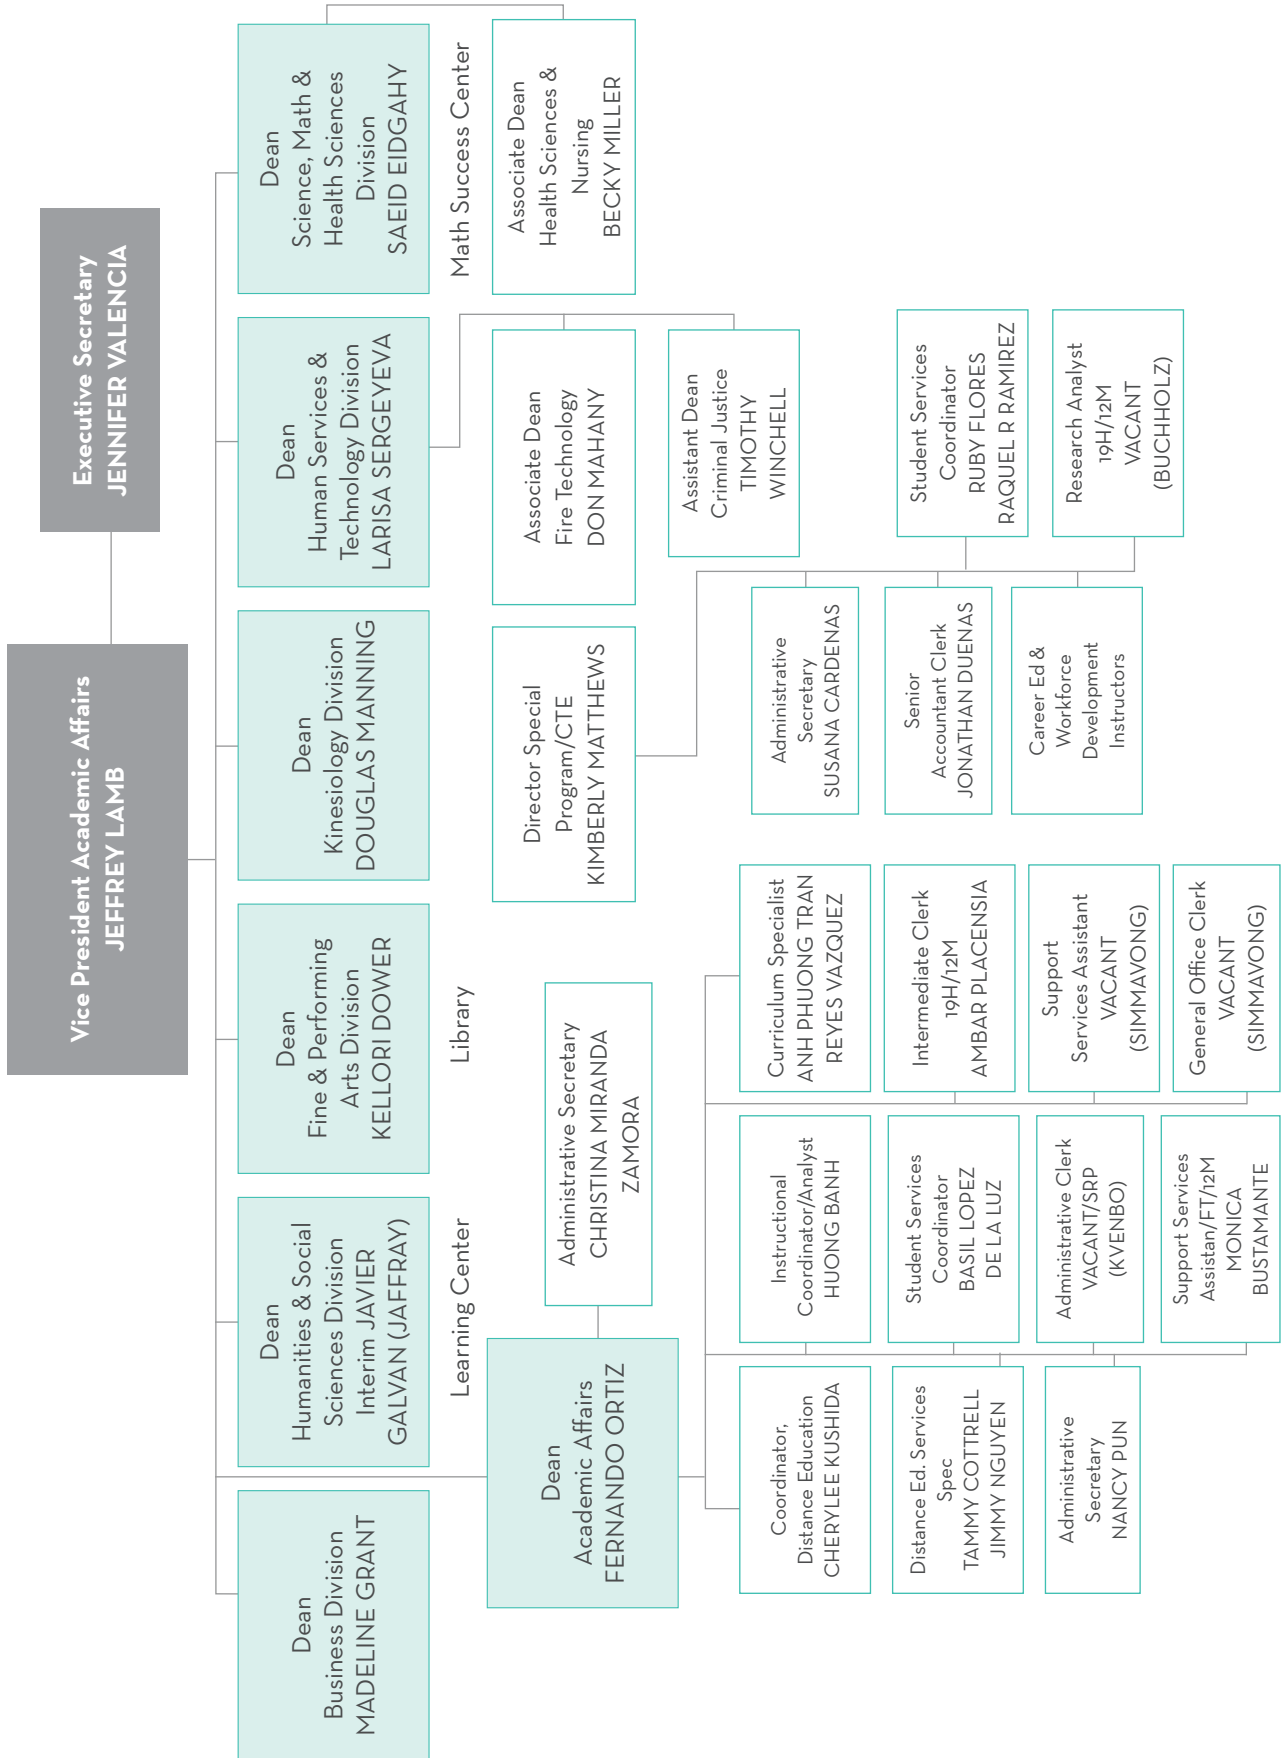 Vice President Academic Affairs
JEFFREY LAMB
Executive Secretary
JENNIFER VALENCIA
Dean
Business Division
MADELINE GRANT
Dean
Humanities & Social
Sciences Division
Interim JAVIER
GALVAN (JAFFRAY)
Learning Center
Dean
Fine & Performing
Arts Division
KELLORI DOWER
Library
Dean
Kinesiology Division
DOUGLAS MANNING
Dean
Human Services &
Technology Division
LARISA SERGEYEVA
Dean
Science, Math &
Health Sciences
Division
SAEID EIDGAHY
Math Success Center
Dean
Academic Affairs
FERNANDO ORTIZ
Administrative Secretary
CHRISTINA MIRANDA
ZAMORA
Director Special
Program/CTE
KIMBERLY MATTHEWS
Associate Dean
Fire Technology
DON MAHANY
Associate Dean
Health Sciences &
Nursing
BECKY MILLER
Assistant Dean
Criminal Justice
TIMOTHY
WINCHELL
Coordinator,
Distance Education
CHERYLEE KUSHIDA
Instructional
Coordinator/Analyst
HUONG BANH
Curriculum Specialist
ANH PHUONG TRAN
REYES VAZQUEZ
Administrative
Secretary
SUSANA CARDENAS
Distance Ed. Services
Spec
TAMMY COTTRELL
JIMMY NGUYEN
Student Services
Coordinator
BASIL LOPEZ
DE LA LUZ
Intermediate Clerk
19H/12M
AMBAR PLACENSIA
Senior
Accountant Clerk
JONATHAN DUENAS
Student Services
Coordinator
RUBY FLORES
RAQUEL R RAMIREZ
Administrative
Secretary
NANCY PUN
Administrative Clerk
VACANT/SRP
(KVENBO)
Support
Services Assistant
VACANT
(SIMMAVONG)
Career Ed &
Workforce
Development
Instructors
Research Analyst
19H/12M
VACANT
(BUCHHOLZ)
Support Services
Assistan/FT/12M
MONICA
BUSTAMANTE
General Office Clerk
VACANT
(SIMMAVONG)